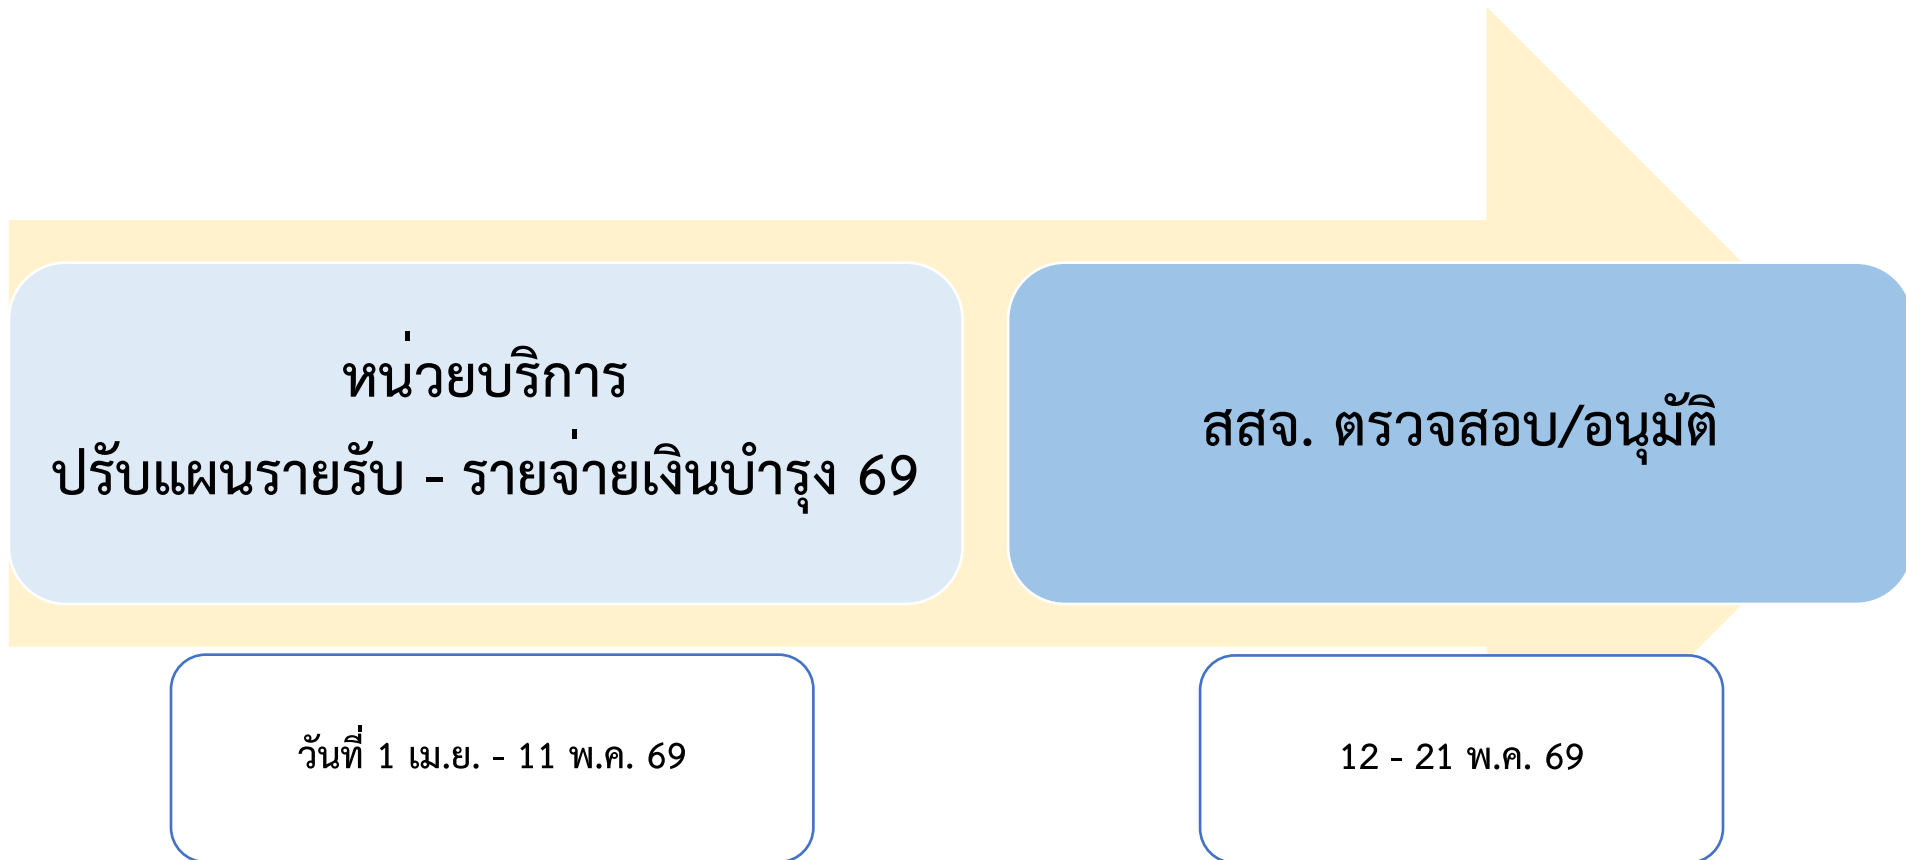 หน่วยบริการ
ปรับแผนรายรับ - รายจ่ายเงินบำรุง 69
สสจ. ตรวจสอบ/อนุมัติ
วันที่ 1 เม.ย. - 11 พ.ค. 69
12 - 21 พ.ค. 69